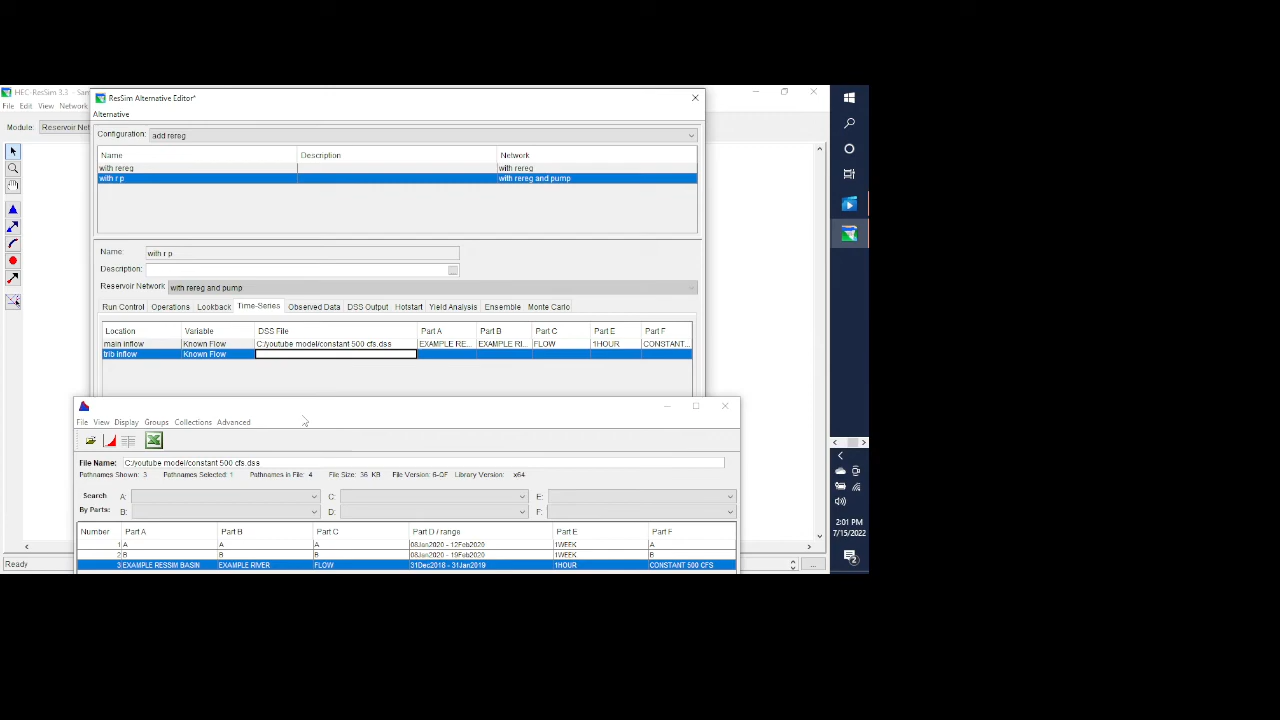 HEC-ResSim 3.3 - Sam
File Edit View Network
Module: Reservoir Net
ResSim Alternative Editor*
Alternative
Configuration: add rereg
Name Description Network
with rereg with rereg
with r p with rereg and pump
Name: with r p
Description:
Reservoir Network with rereg and pump
Run Control Operations Lookback Time-Series Observed Data DSS Output Hotstart Yield Analysis Ensemble Monte Carlo
Location Variable DSS File Part A Part B Part C Part E Part F
main inflow Known Flow C:/youtube model/constant 500 cfs.dss EXAMPLE RE... EXAMPLE RI... FLOW 1HOUR CONSTANT...
trib inflow Known Flow
File View Display Groups Collections Advanced
File Name: C:/youtube model/constant 500 cfs.dss
Pathnames Shown: 3 Pathnames Selected: 1 Pathnames in File: 4 File Size: 36 KB File Version: 6-QF Library Version: x64
Search A: C: E:
By Parts: B: D: F:
Number Part A Part B Part C Part D / range Part E Part F
1 A A A 08Jan2020 - 12Feb2020 1WEEK A
2 B B B 08Jan2020 - 19Feb2020 1WEEK B
3 EXAMPLE RESSIM BASIN EXAMPLE RIVER FLOW 31Dec2018 - 31Jan2019 1HOUR CONSTANT 500 CFS
Ready
...
2:01 PM
7/15/2022
2